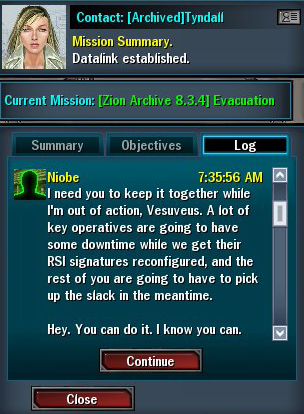 Contact: [Archived]Tyndall
Mission Summary.
Datalink established.
Current Mission: [Zion Archive 8.3.4] Evacuation
Summary Objectives Log
Niobe 7:35:56 AM
I need you to keep it together while
I'm out of action, Vesuveus. A lot of
key operatives are going to have
some downtime while we get their
RSI signatures reconfigured, and the
rest of you are going to have to pick
up the slack in the meantime.
Hey. You can do it. I know you can.
Continue
Close